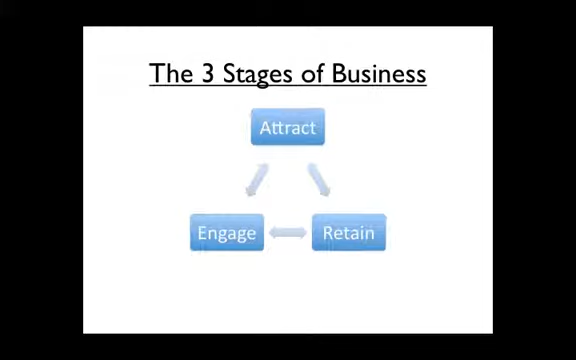 The 3 Stages of Business
Attract
Engage
Retain